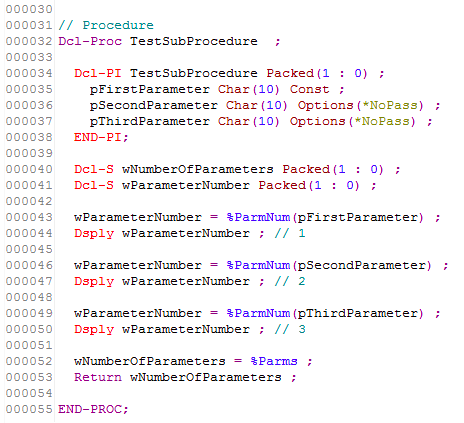 000030
000031 // Procedure
000032 Dcl-Proc TestSubProcedure  ;
000033
000034   Dcl-PI TestSubProcedure Packed(1 : 0) ;
000035     pFirstParameter Char(10) Const ;
000036     pSecondParameter Char(10) Options(*NoPass) ;
000037     pThirdParameter Char(10) Options(*NoPass) ;
000038   END-PI;
000039
000040   Dcl-S wNumberOfParameters Packed(1 : 0) ;
000041   Dcl-S wParameterNumber Packed(1 : 0) ;
000042
000043   wParameterNumber = %ParmNum(pFirstParameter) ;
000044   Dsply wParameterNumber ; // 1
000045
000046   wParameterNumber = %ParmNum(pSecondParameter) ;
000047   Dsply wParameterNumber ; // 2
000048
000049   wParameterNumber = %ParmNum(pThirdParameter) ;
000050   Dsply wParameterNumber ; // 3
000051
000052   wNumberOfParameters = %Parms ;
000053   Return wNumberOfParameters ;
000054
000055 END-PROC;